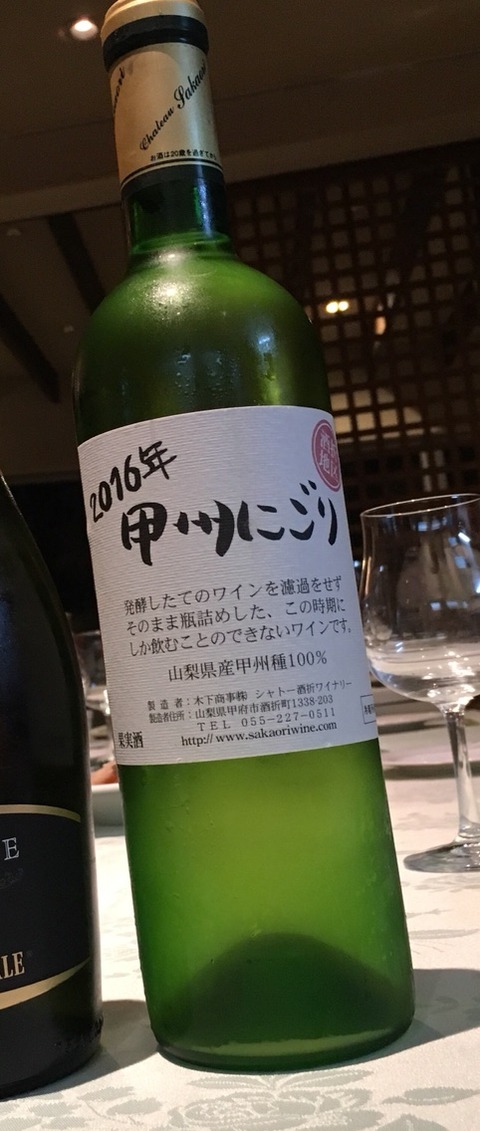 Chateau Sakaori
お酒は20歳を過ぎてから
2016年
甲州にごり
発酵したてのワインを濾過をせず
そのまま瓶詰めした、この時期に
しか飲むことのできないワインです。
山梨県産甲州種100%
製造者:木下商事㈱ シャトー酒折ワイナリー
製造者住所:山梨県甲府市酒折町1338-203
TEL 055-227-0511
果実酒
http://www.sakaoriwine.com
E
ALE